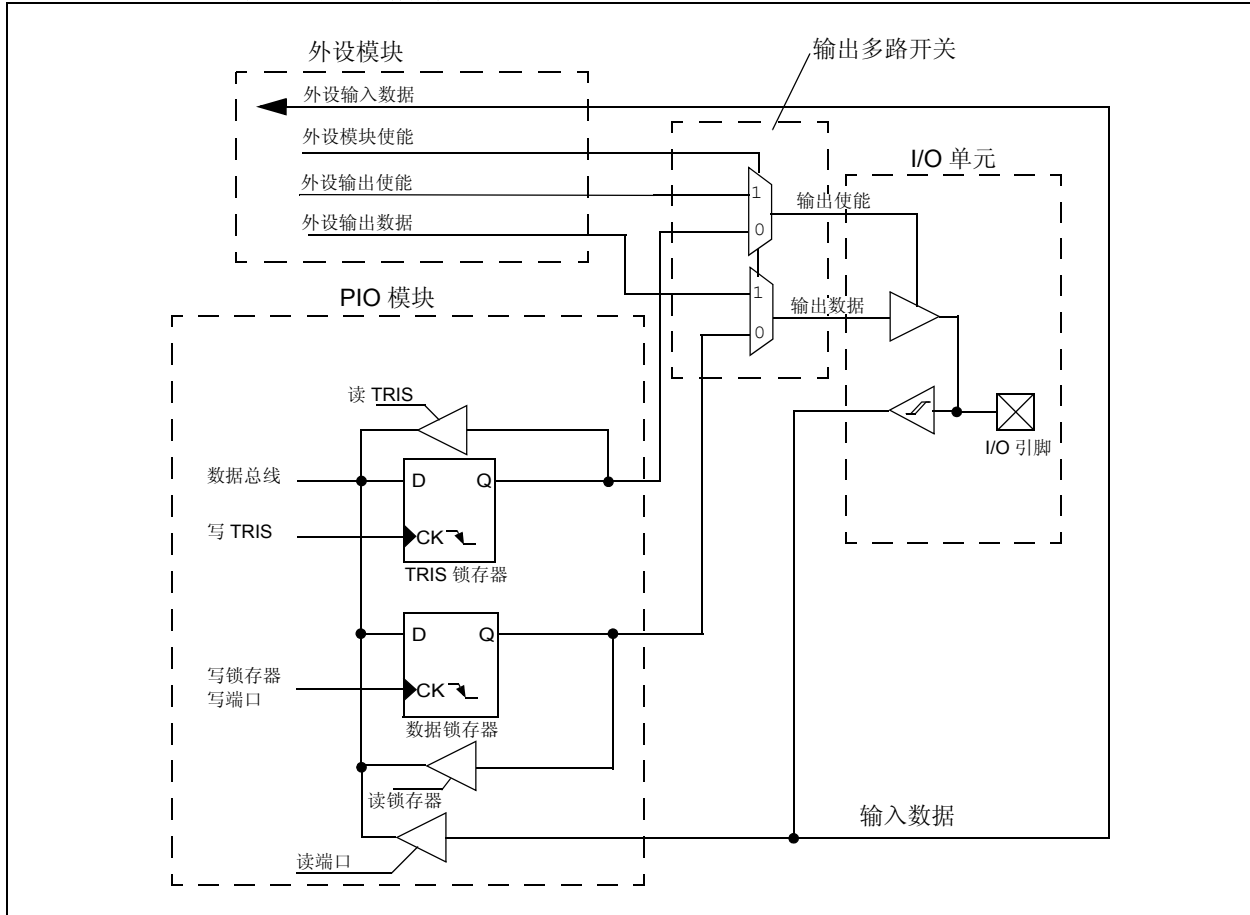 外设模块
输出多路开关
外设输入数据
外设模块使能
I/O 单元
外设输出使能
1
输出使能
外设输出数据
0
PIO 模块
1
输出数据
0
读 TRIS
I/O 引脚
数据总线
D Q
写 TRIS
CK
TRIS 锁存器
D Q
写锁存器
写端口
CK
数据锁存器
读锁存器
输入数据
读端口